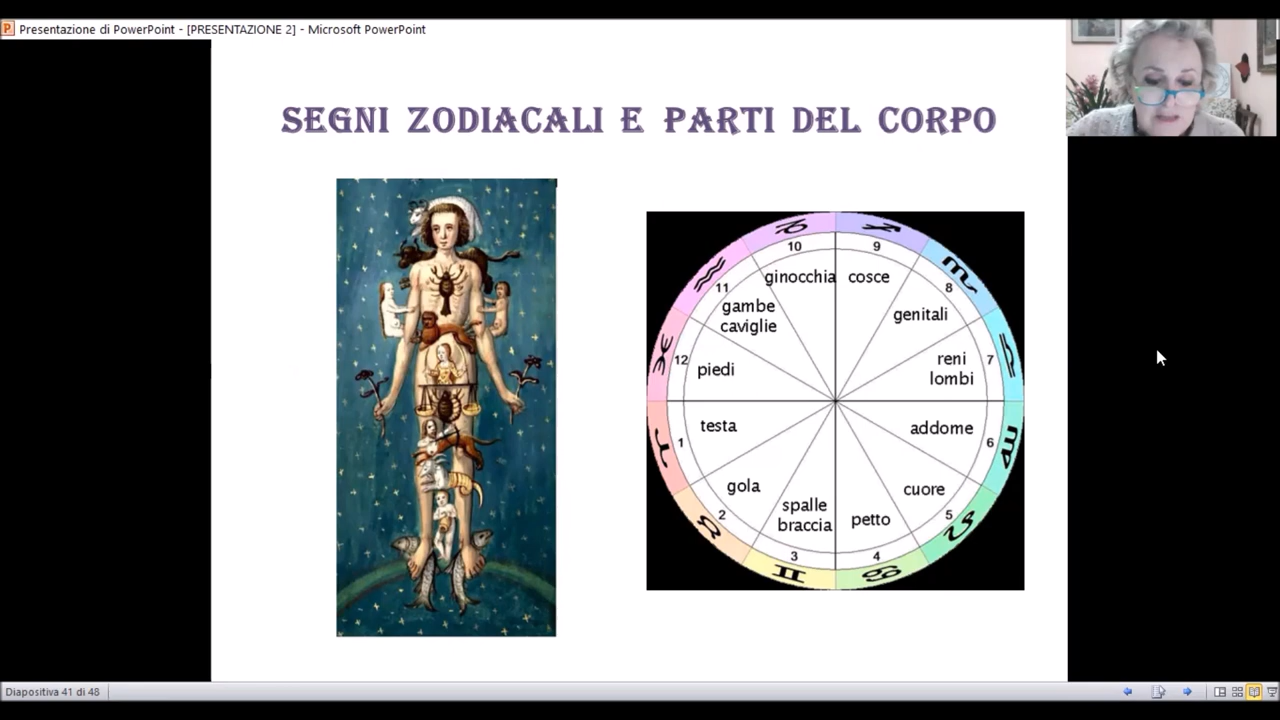 Presentazione di PowerPoint - [PRESENTAZIONE 2] - Microsoft PowerPoint
SEGNI ZODIACALI E PARTI DEL CORPO
10
9
ginocchia
cosce
11
8
gambe
caviglie
genitali
12
7
piedi
reni
lombi
testa
addome
1
6
gola
cuore
2
5
spalle
braccia
petto
3
4
Diapositiva 41 di 48